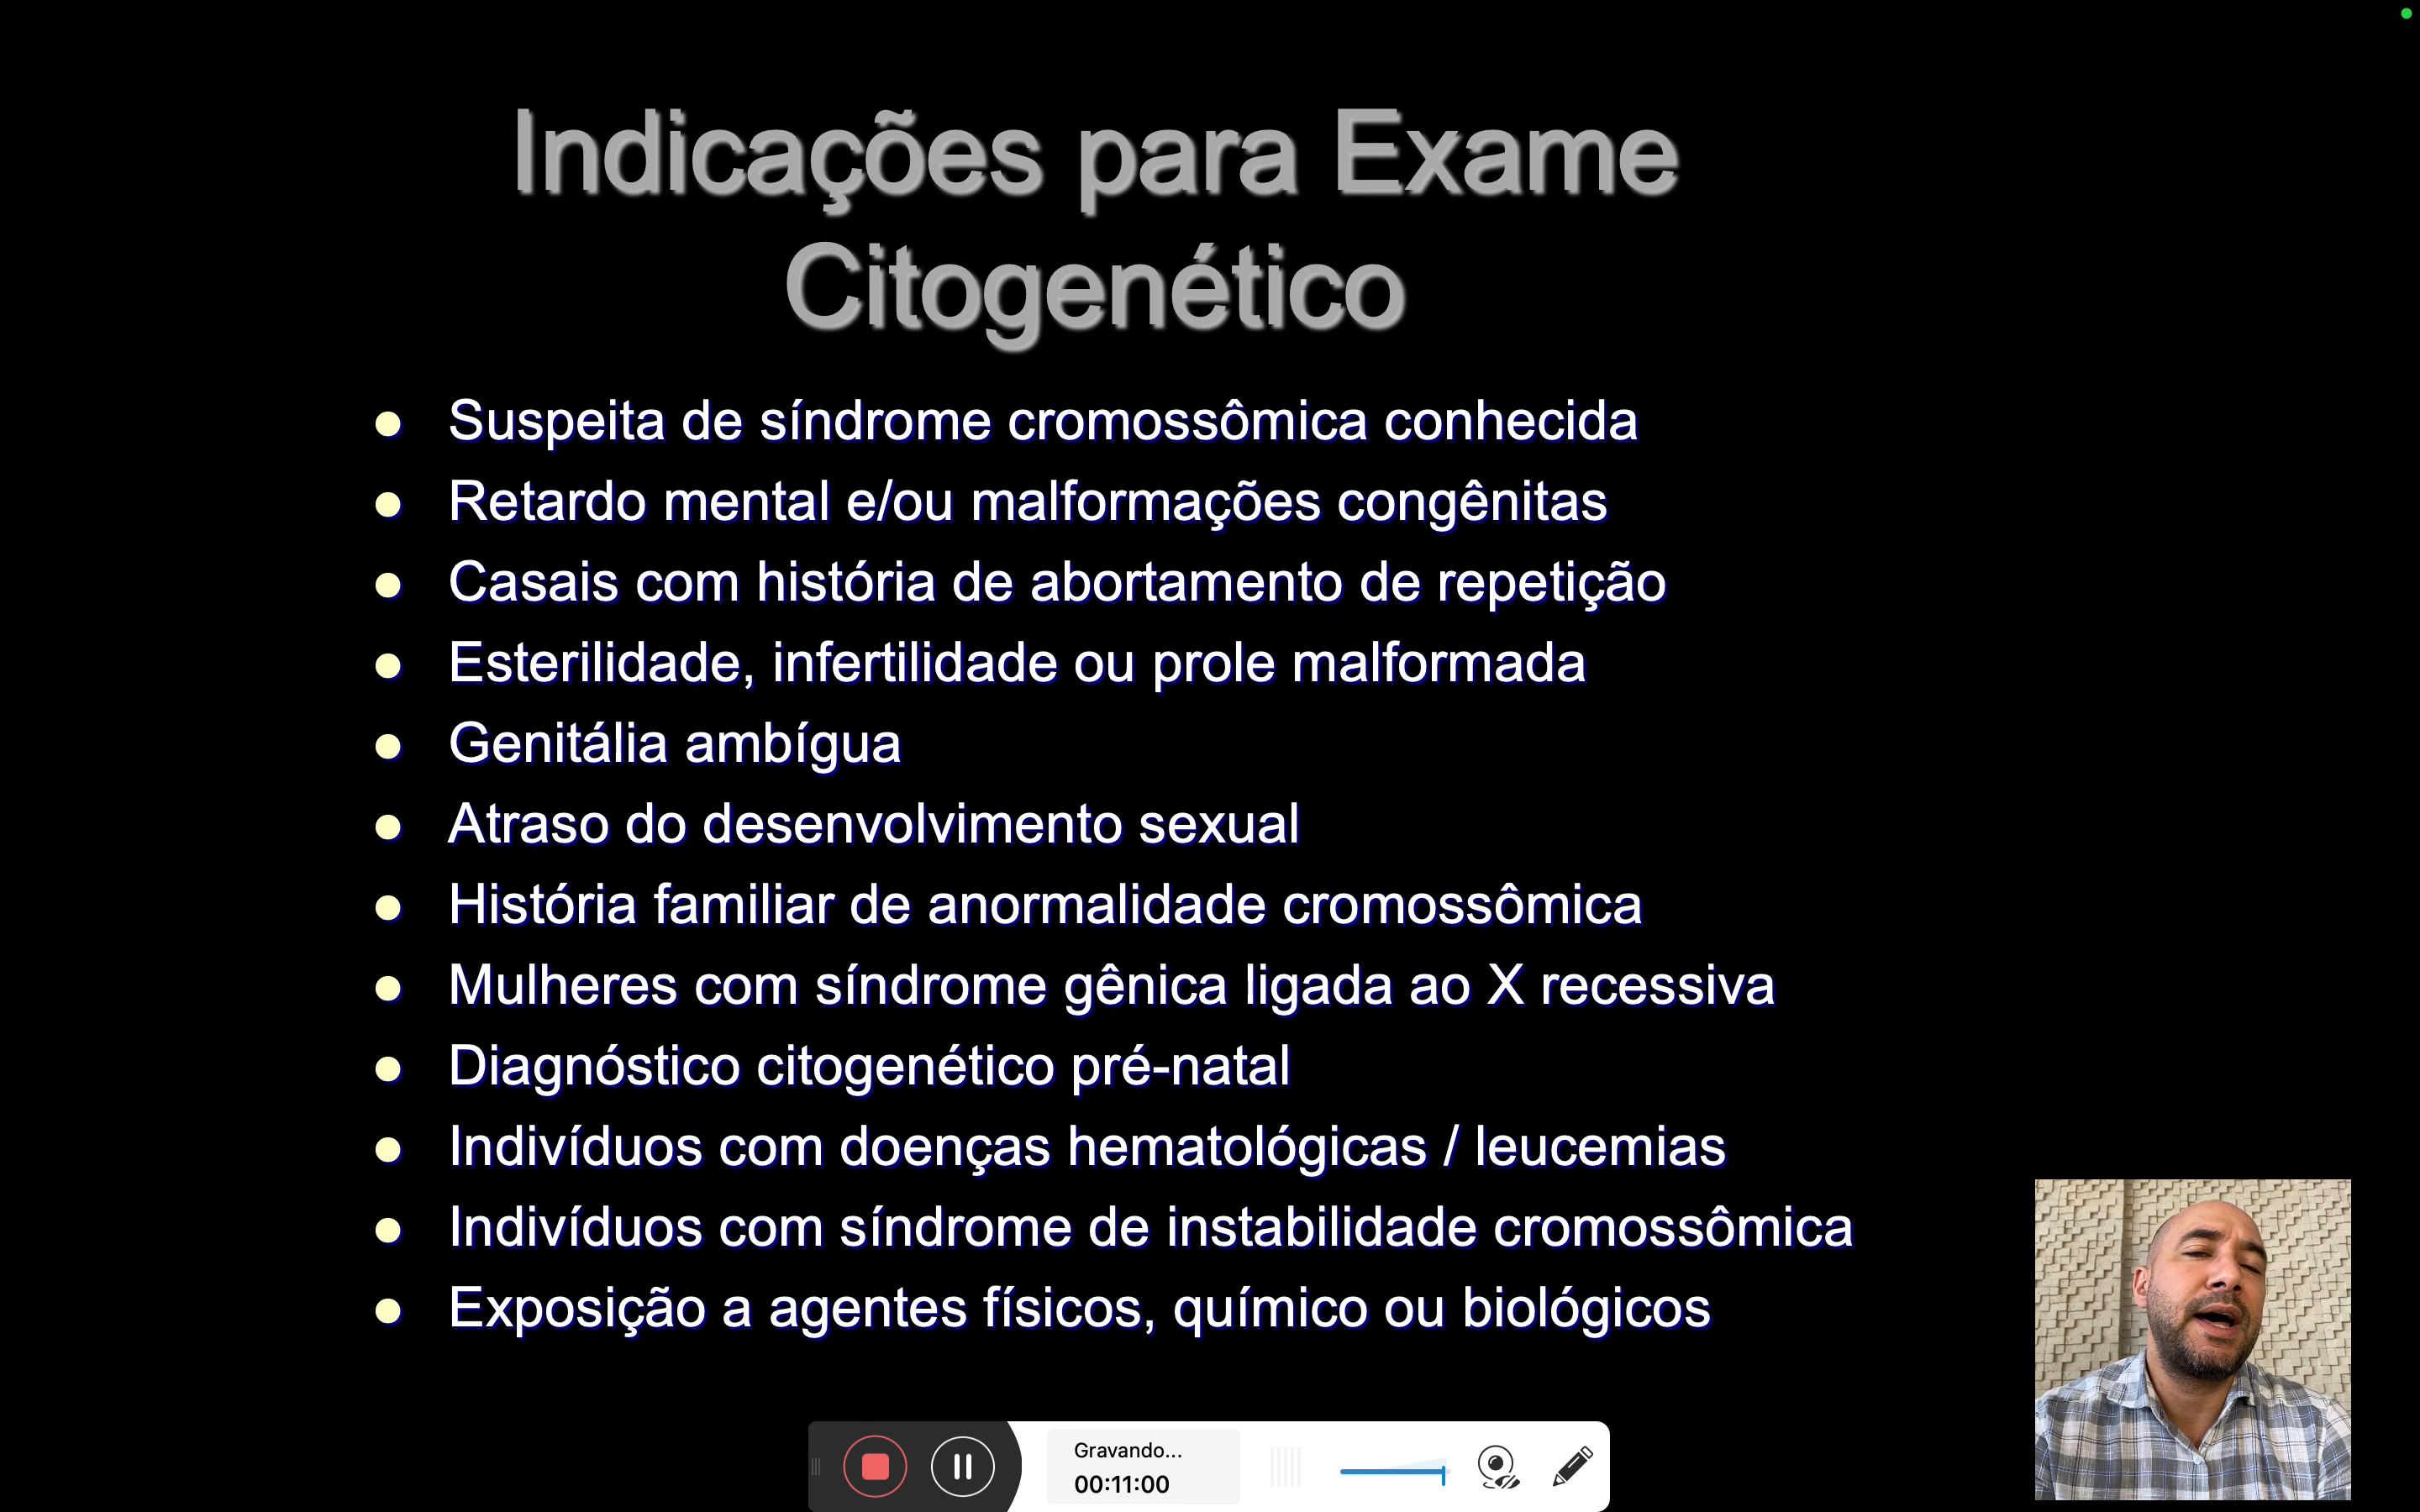 Indicações para Exame
Citogenético
Suspeita de síndrome cromossômica conhecida
Retardo mental e/ou malformações congênitas
Casais com história de abortamento de repetição
Esterilidade, infertilidade ou prole malformada
Genitália ambígua
Atraso do desenvolvimento sexual
História familiar de anormalidade cromossômica
Mulheres com síndrome gênica ligada ao X recessiva
Diagnóstico citogenético pré-natal
Indivíduos com doenças hematológicas / leucemias
Indivíduos com síndrome de instabilidade cromossômica
Exposição a agentes físicos, químico ou biológicos
Gravando...
00:11:00